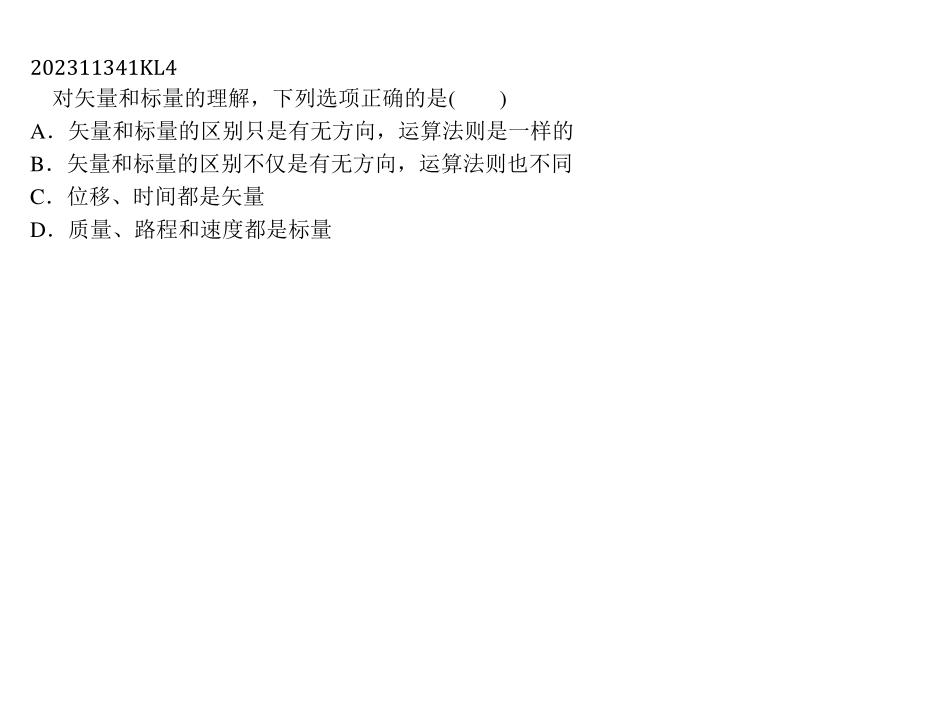 202311341KL4
对矢量和标量的理解，下列选项正确的是(　　)
A．矢量和标量的区别只是有无方向，运算法则是一样的
B．矢量和标量的区别不仅是有无方向，运算法则也不同
C．位移、时间都是矢量
D．质量、路程和速度都是标量